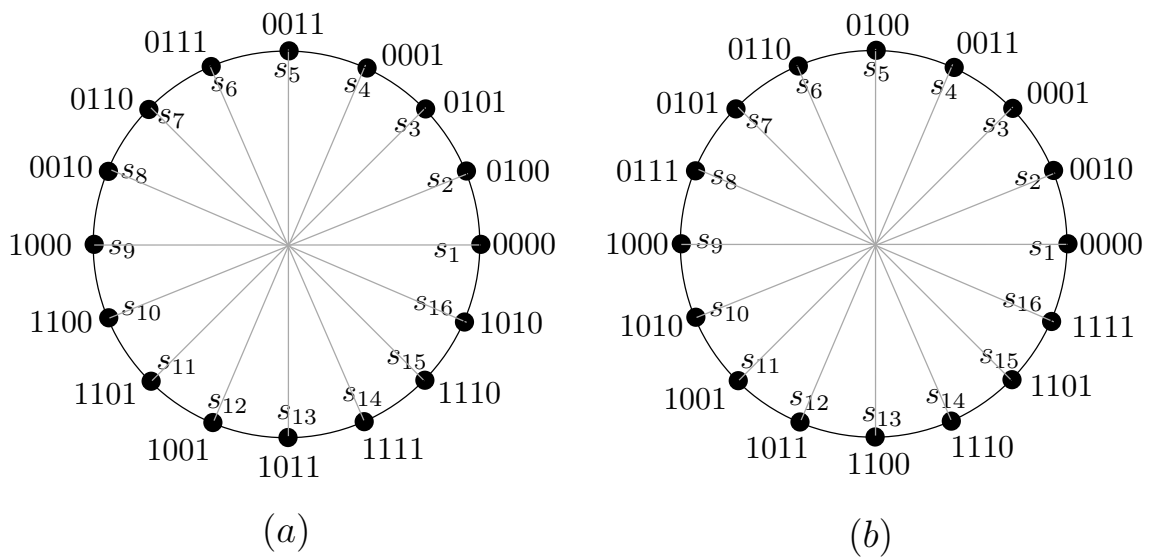 0011
0111
0001
s5
s6
s4
0110
0101
s7
s3
0010
0100
s8
s2
1000
s9
s1
0000
s10
s16
1100
1010
s11
s15
1101
1110
s12
s14
s13
1001
1011
1111
(a)
0100
0110
0011
s5
s6
s4
0101
0001
s7
s3
0111
0010
s8
s2
1000
s9
s1
0000
s10
s16
1010
1111
s11
s15
1001
1101
s12
s14
s13
1011
1100
1110
(b)